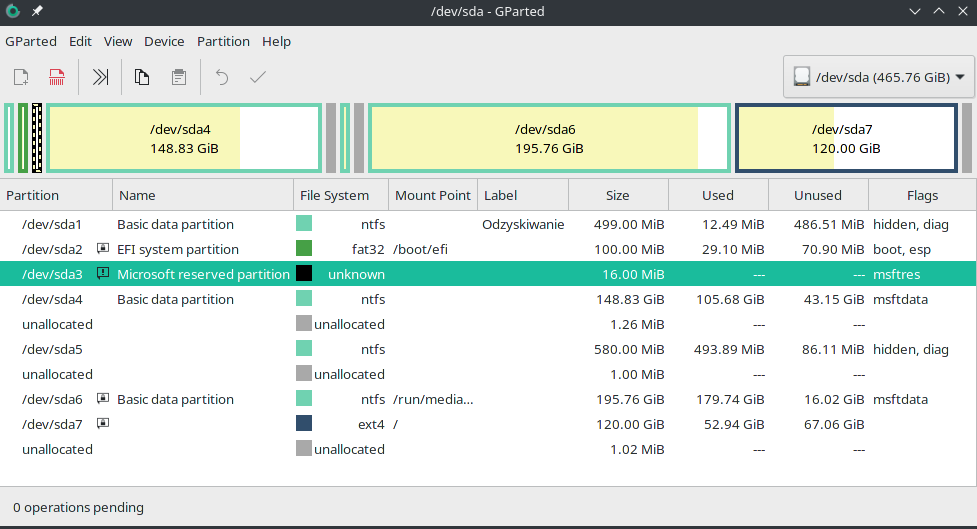 /dev/sda - GParted
GParted Edit View Device Partition Help
/dev/sda (465.76 GiB)
/dev/sda4 /dev/sda6 /dev/sda7
148.83 GiB 195.76 GiB 120.00 GiB
Partition Name File System Mount Point Label Size Used Unused Flags
/dev/sda1 Basic data partition ntfs Odzyskiwanie 499.00 MiB 12.49 MiB 486.51 MiB hidden, diag
/dev/sda2 EFI system partition fat32 /boot/efi 100.00 MiB 29.10 MiB 70.90 MiB boot, esp
/dev/sda3 Microsoft reserved partition unknown 16.00 MiB --- --- msftres
/dev/sda4 Basic data partition ntfs 148.83 GiB 105.68 GiB 43.15 GiB msftdata
unallocated unallocated 1.26 MiB --- ---
/dev/sda5 ntfs 580.00 MiB 493.89 MiB 86.11 MiB hidden, diag
unallocated unallocated 1.00 MiB --- ---
/dev/sda6 Basic data partition ntfs /run/media... 195.76 GiB 179.74 GiB 16.02 GiB msftdata
/dev/sda7 ext4 / 120.00 GiB 52.94 GiB 67.06 GiB
unallocated unallocated 1.02 MiB --- ---
0 operations pending